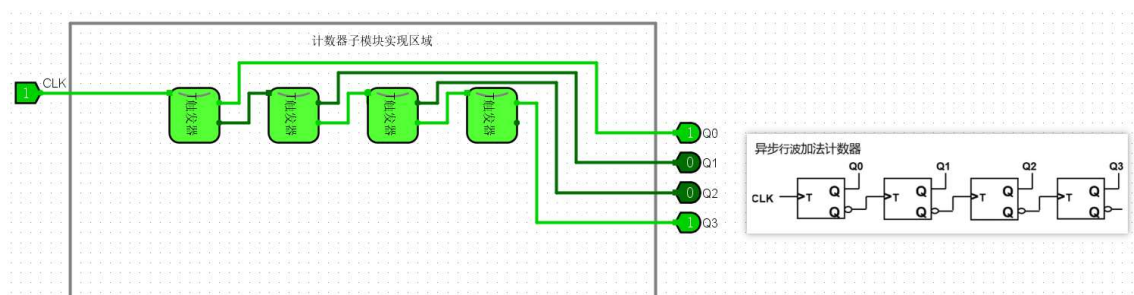 计数器子模块实现区域
1 CLK
T触发器 T触发器 T触发器 T触发器
1 Q0
0 Q1
0 Q2
1 Q3
异步行波加法计数器
Q0 Q1 Q2 Q3
CLK T Q T Q T Q T Q
Q Q Q Q